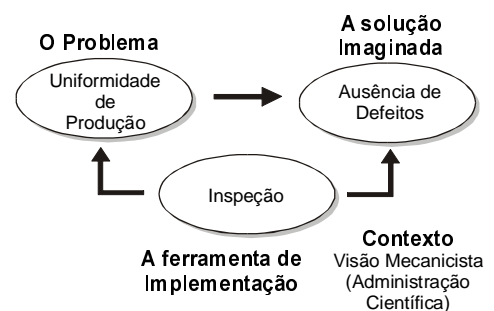 O Problema
Uniformidade
de
Produção
A solução
Imaginada
Ausência de
Defeitos
Inspeção
A ferramenta de
Implementação
Contexto
Visão Mecanicista
(Administração
Científica)